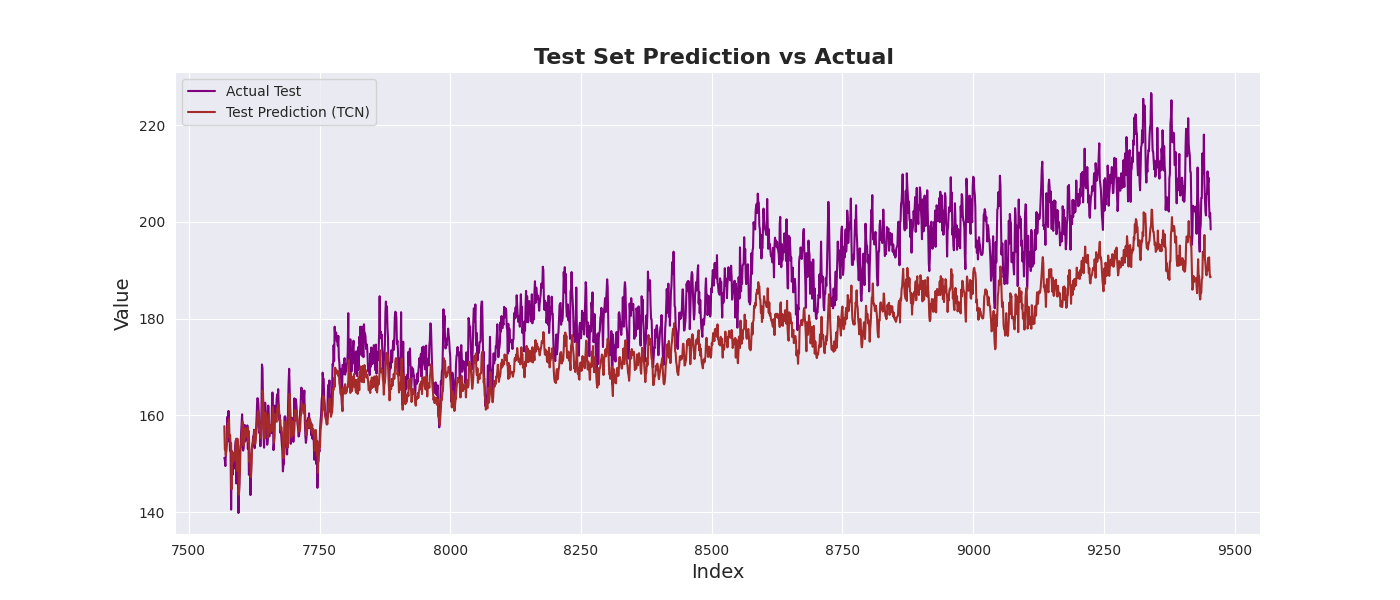 Test Set Prediction vs Actual
Actual Test
Test Prediction (TCN)
Value
220
200
180
160
140
7500 7750 8000 8250 8500 8750 9000 9250 9500
Index